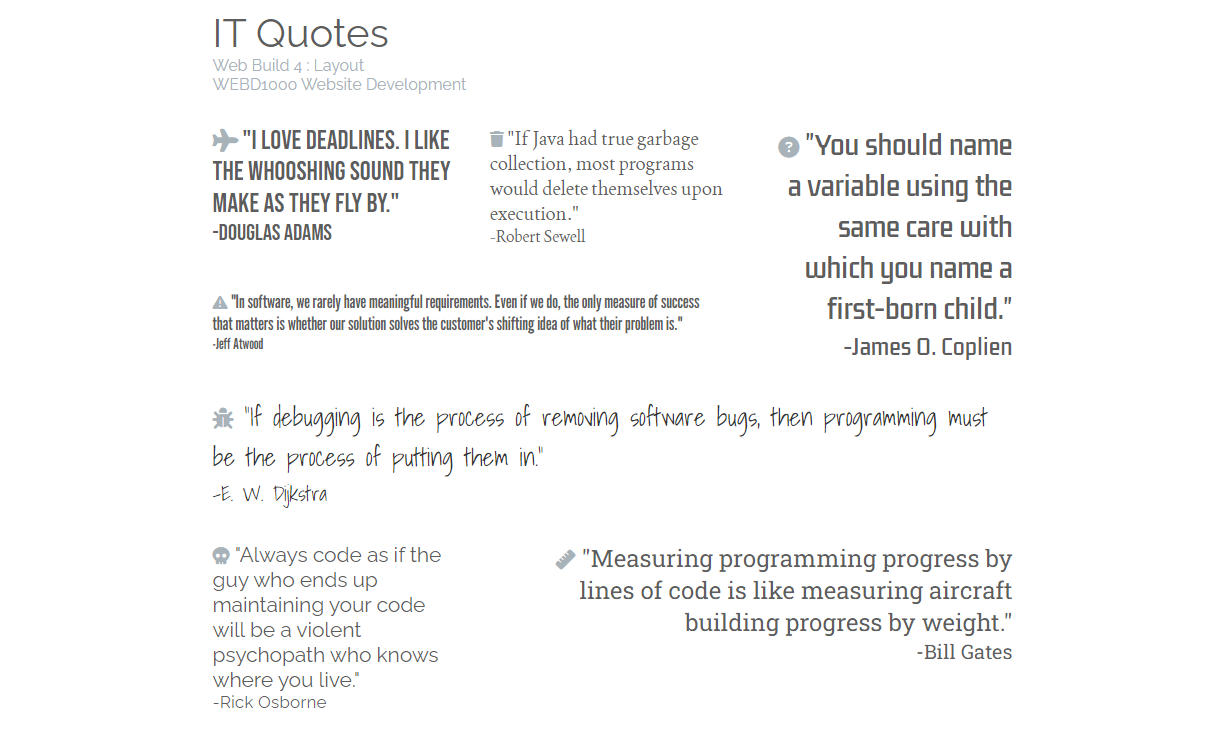 IT Quotes
Web Build 4 : Layout
WEBD1000 Website Development
"I LOVE DEADLINES. I LIKE
THE WHOOSHING SOUND THEY
MAKE AS THEY FLY BY."
-DOUGLAS ADAMS
"If Java had true garbage
collection, most programs
would delete themselves upon
execution."
-Robert Sewell
"You should name
a variable using the
same care with
which you name a
first-born child."
-James O. Coplien
"In software, we rarely have meaningful requirements. Even if we do, the only measure of success
that matters is whether our solution solves the customer's shifting idea of what their problem is."
-Jeff Atwood
"If debugging is the process of removing software bugs, then programming must
be the process of putting them in."
-E. W. Dijkstra
"Always code as if the
guy who ends up
maintaining your code
will be a violent
psychopath who knows
where you live."
-Rick Osborne
"Measuring programming progress by
lines of code is like measuring aircraft
building progress by weight."
-Bill Gates